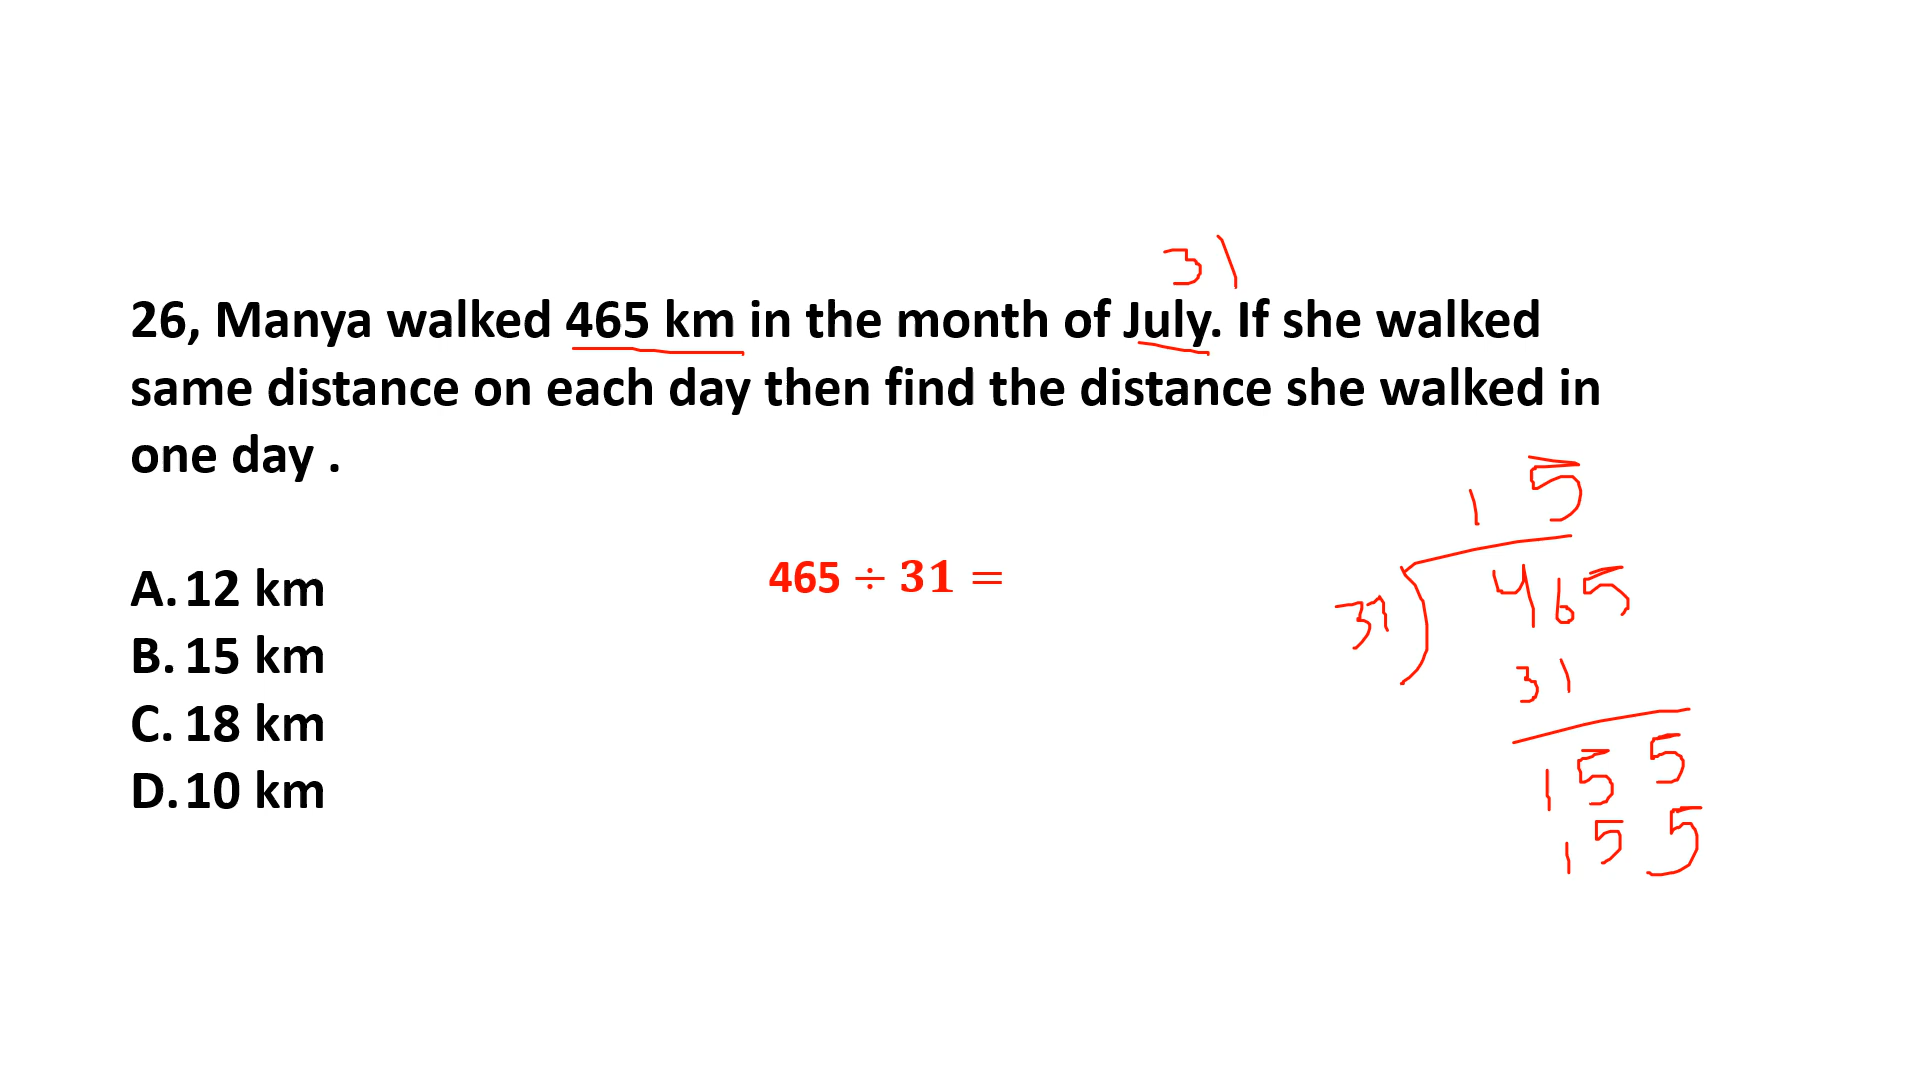 31
26, Manya walked 465 km in the month of July. If she walked
same distance on each day then find the distance she walked in
one day .
15
465 ÷ 31 =
A. 12 km
31 465
B. 15 km
31
C. 18 km
155
D. 10 km
155